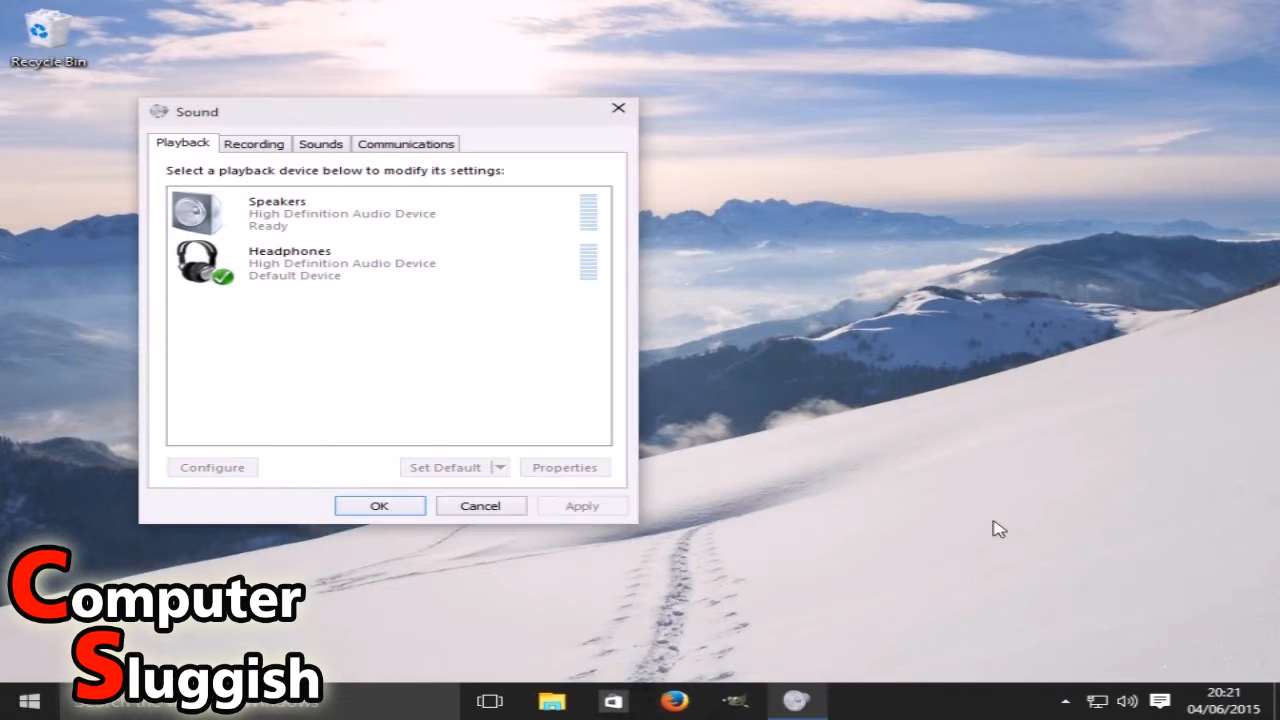 Recycle Bin
Sound
Playback
Recording
Sounds
Communications
Select a playback device below to modify its settings:
Speakers
High Definition Audio Device
Ready
Headphones
High Definition Audio Device
Default Device
Configure
Set Default
Properties
OK
Cancel
Apply
Computer
Sluggish
20:21
04/06/2015